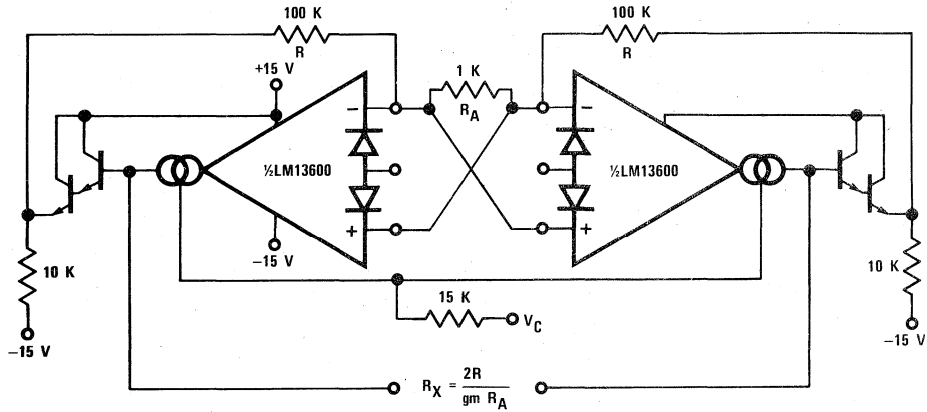 100 K
R
100 K
R
+15 V
1 K
R_A
−
−
½LM13600
½LM13600
+
+
−15 V
10 K
10 K
15 K
V_C
−15 V
−15 V
R_X = 2R / gm R_A